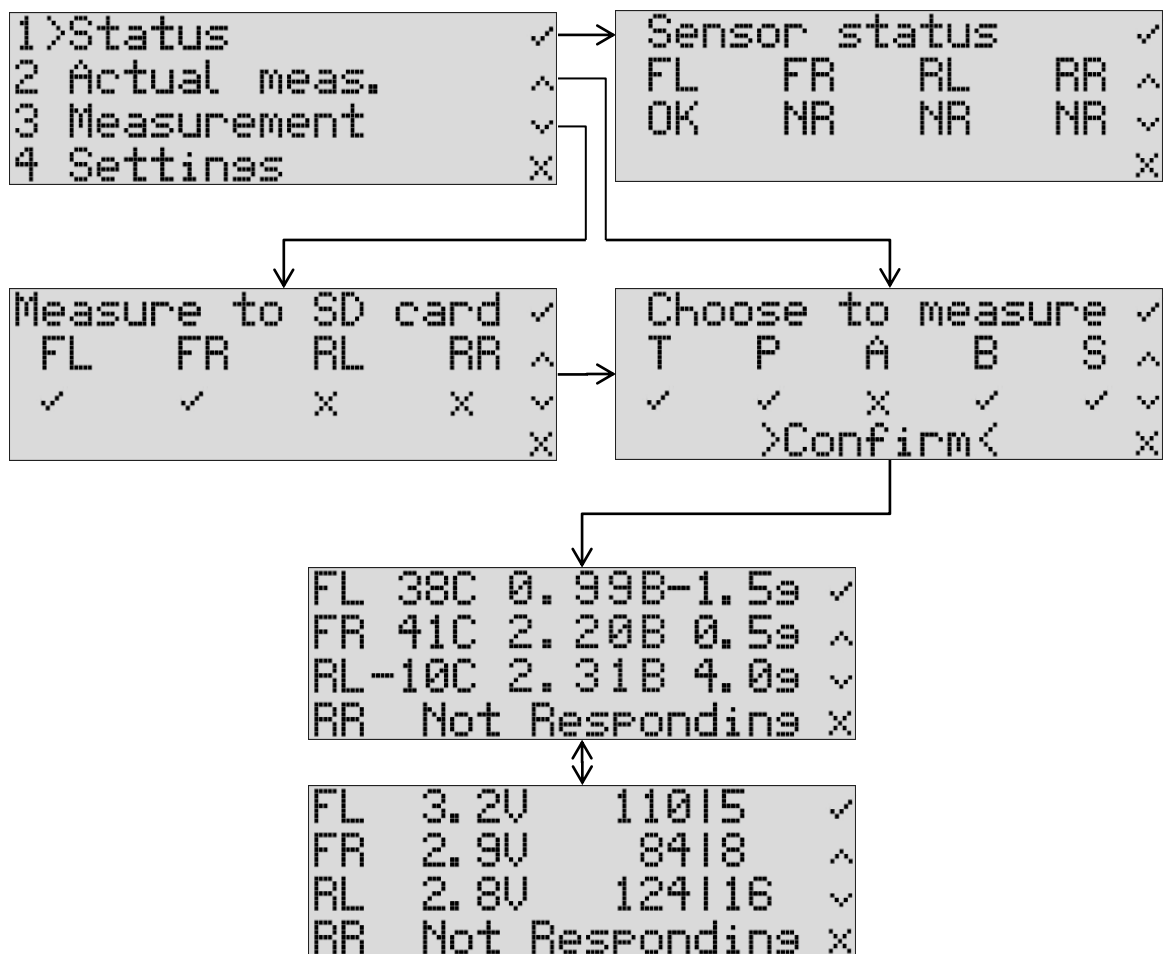 1>Status ✓
2 Actual meas. ^
3 Measurement ⌄
4 Settings X
Sensor status ✓
FL FR RL RR ^
OK NR NR NR ⌄
X
Measure to SD card ✓
FL FR RL RR ^
✓ ✓ X X ⌄
X
Choose to measure ✓
T P A B S ^
✓ ✓ X ✓ ✓ ⌄
>Confirm< X
FL 38C 0.99B-1.5g ✓
FR 41C 2.20B 0.5g ^
RL-10C 2.31B 4.0g ⌄
RR Not Responding X
FL 3.2V 110|5 ✓
FR 2.9V 84|8 ^
RL 2.8V 124|16 ⌄
RR Not Responding X